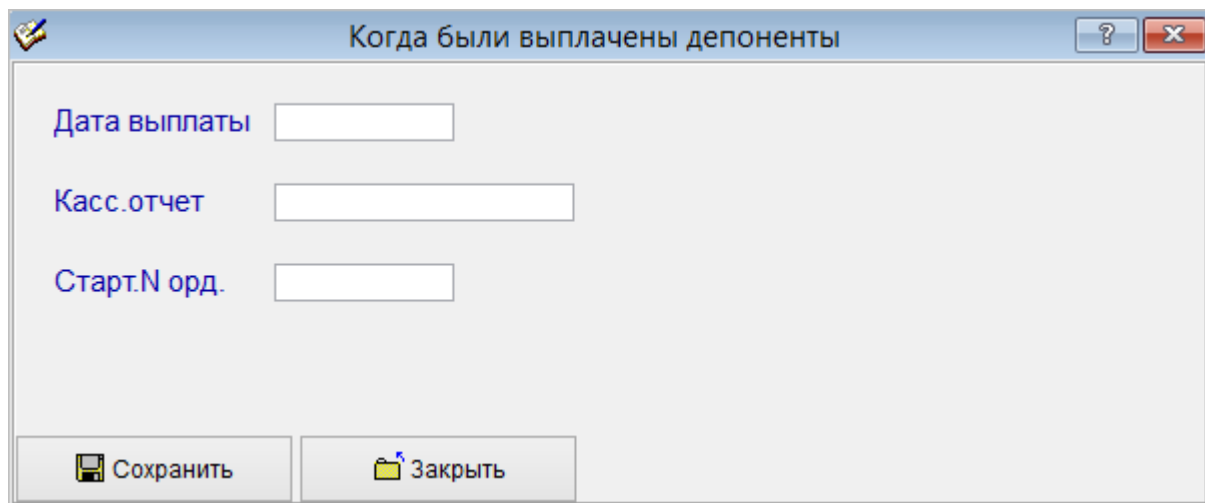 Когда были выплачены депоненты
Дата выплаты
Касс.отчет
Старт.N орд.
Сохранить Закрыть